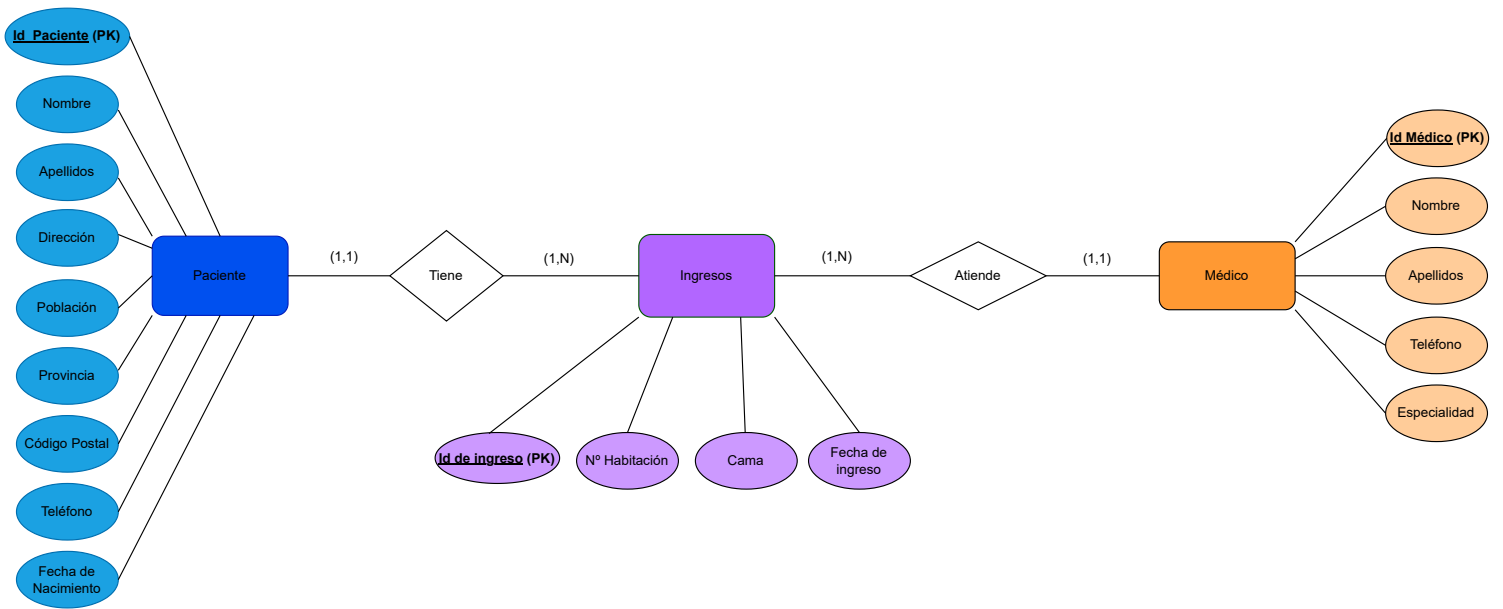 Id_Paciente (PK)
Nombre
Apellidos
Dirección
Población
Provincia
Código Postal
Teléfono
Fecha de
Nacimiento
Paciente
(1,1)
Tiene
(1,N)
Ingresos
(1,N)
Atiende
(1,1)
Médico
Id de ingreso (PK)
Nº Habitación
Cama
Fecha de
ingreso
Id Médico (PK)
Nombre
Apellidos
Teléfono
Especialidad